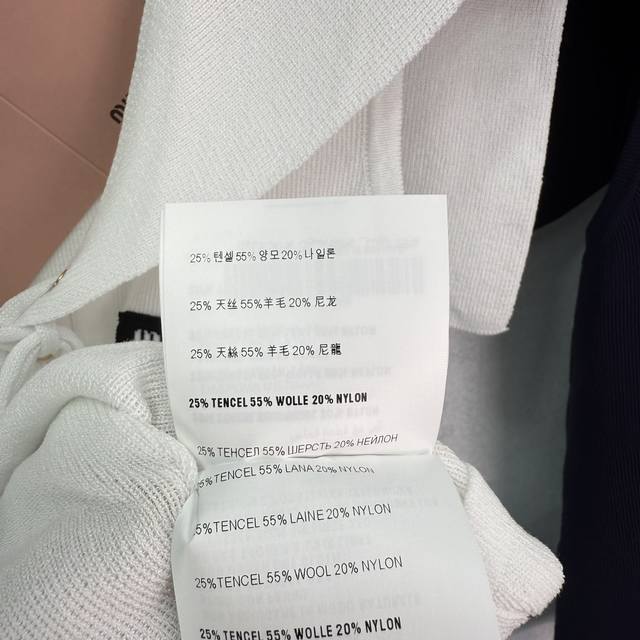 25% 텐셀 55% 양모 20% 나일론
25% 天丝 55%羊毛 20% 尼龙
25% 天絲 55% 羊毛 20% 尼龍
25% TENCEL 55% WOLLE 20% NYLON
25% ТЕНСЕЛ 55% ШЕРСТЬ 20% НЕЙЛОН
25% TENCEL 55% LANA 20% NYLON
25% TENCEL 55% LAINE 20% NYLON
25% TENCEL 55% WOOL 20% NYLON
25% TENCEL 55% WOLLE 20% NYLON